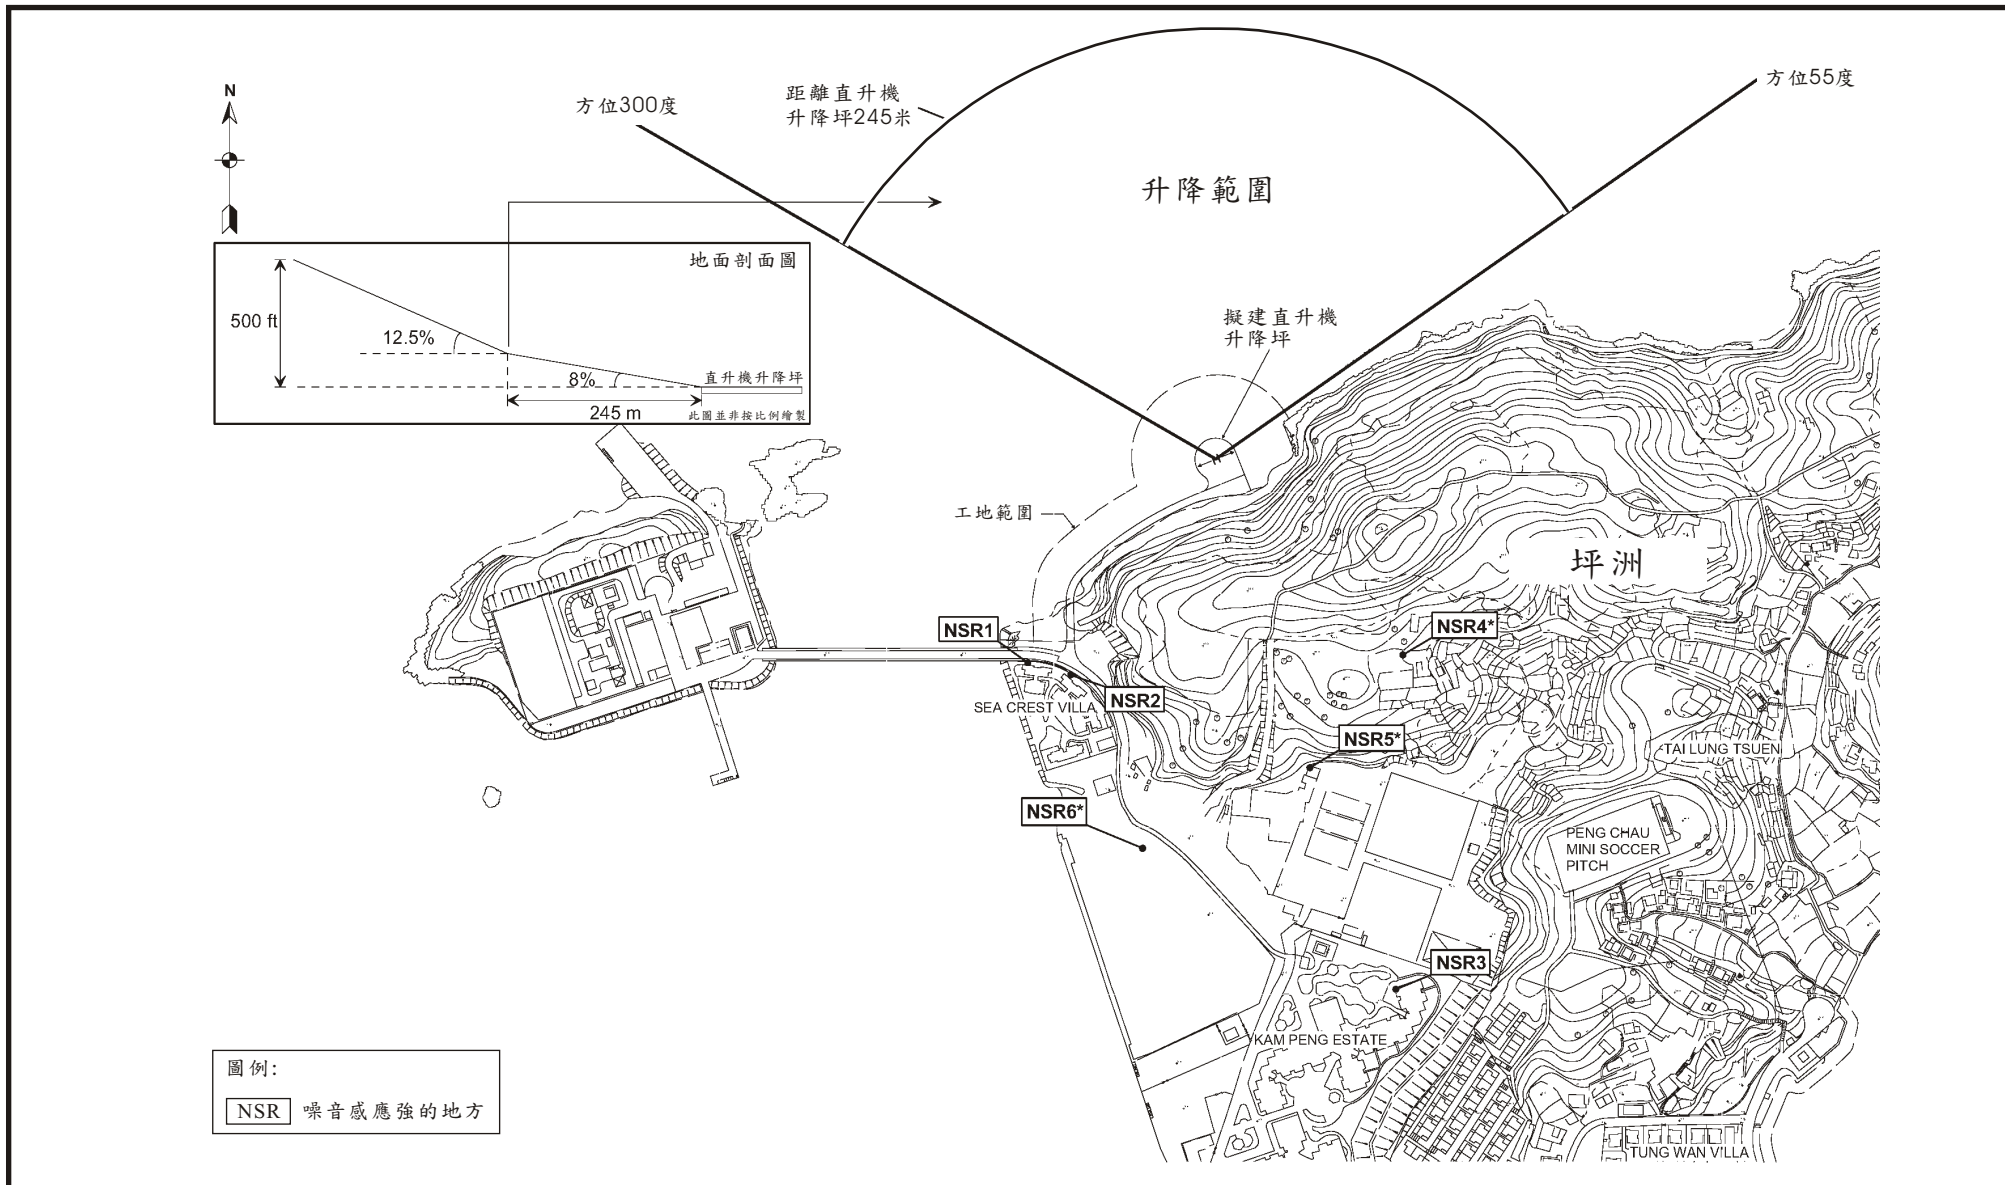 N
方位300度
距離直升機
升降坪245米
方位55度
升降範圍
地面剖面圖
500 ft
12.5%
8%
直升機升降坪
245 m
此圖並非按比例繪製
擬建直升機
升降坪
H
工地範圍
坪洲
NSR1
NSR4*
NSR2
SEA CREST VILLA
NSR5*
TAI LUNG TSUEN
NSR6*
PENG CHAU
MINI SOCCER
PITCH
NSR3
KAM PENG ESTATE
圖例:
NSR 噪音感應強的地方
TUNG WAN VILLA